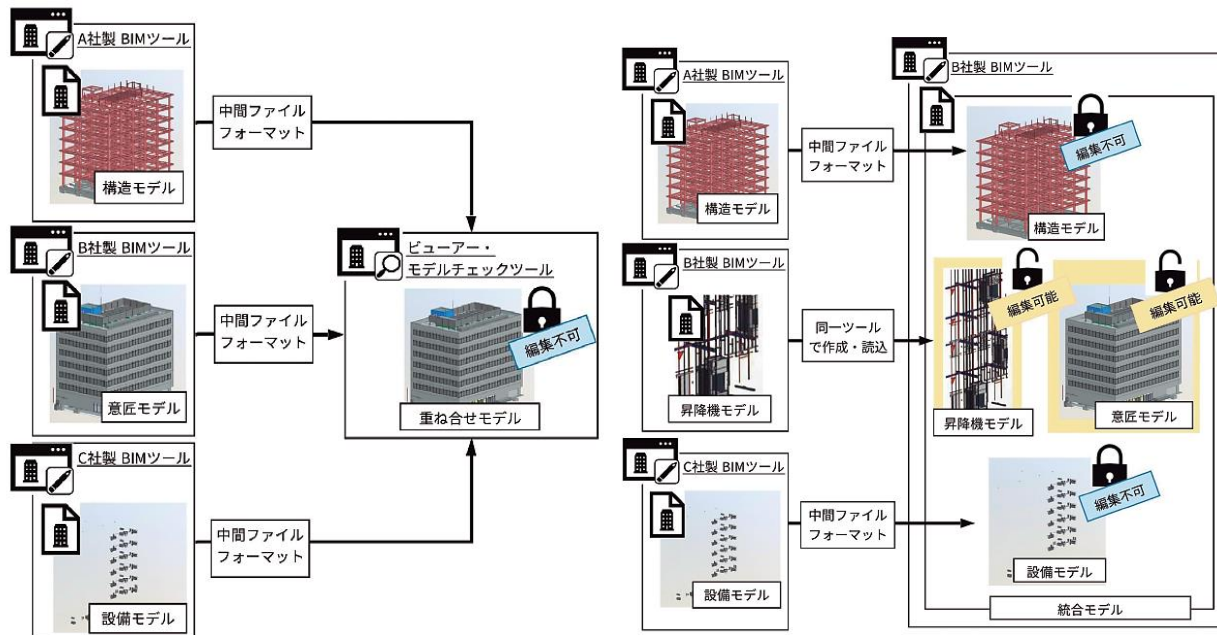 A社製 BIMツール
構造モデル
中間ファイル
フォーマット
B社製 BIMツール
意匠モデル
中間ファイル
フォーマット
C社製 BIMツール
設備モデル
中間ファイル
フォーマット
ビューアー・
モデルチェックツール
編集不可
重ね合せモデル
A社製 BIMツール
構造モデル
中間ファイル
フォーマット
B社製 BIMツール
昇降機モデル
同一ツール
で作成・読込
C社製 BIMツール
設備モデル
中間ファイル
フォーマット
B社製 BIMツール
編集不可
構造モデル
編集可能
昇降機モデル
編集可能
意匠モデル
編集不可
設備モデル
統合モデル